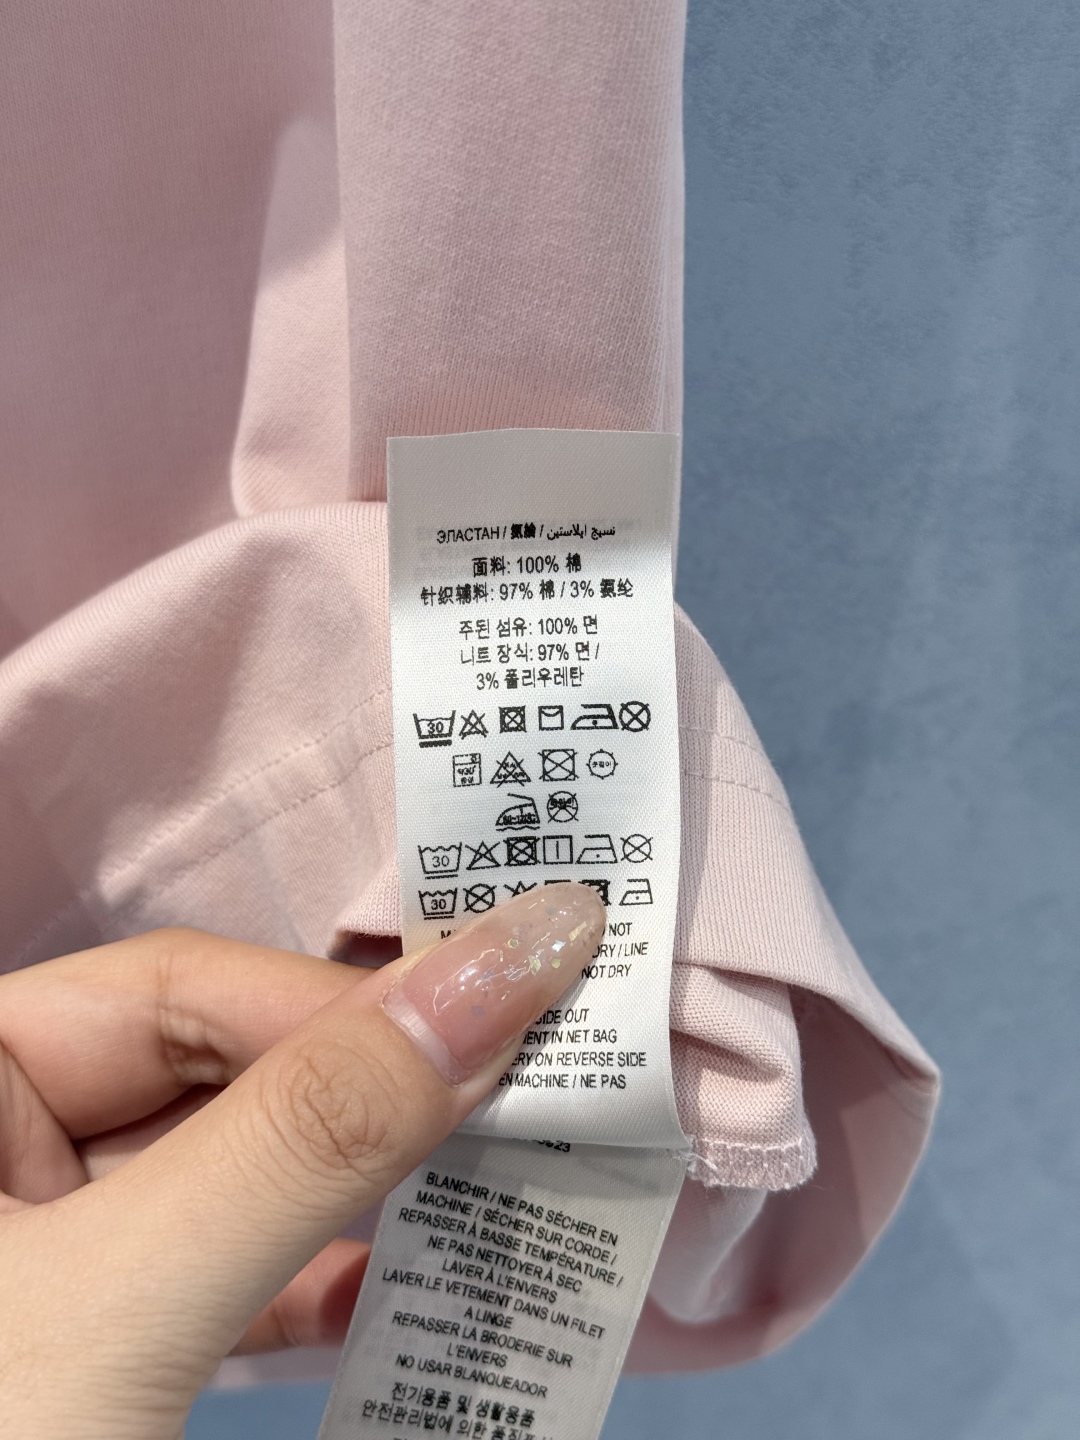 ЭЛАСТАН / 氨綸 / نسيج ايلاستين
面料: 100% 棉
针织辅料: 97% 棉 / 3% 氨纶
주된 섬유: 100% 면
니트 장식: 97% 면 /
3% 폴리우레탄
30
30
30
NOT
DRY / LINE
NOT DRY
SIDE OUT
IN NET BAG
ON REVERSE SIDE
MACHINE / NE PAS
BLANCHIR / NE PAS SÉCHER EN
MACHINE / SÉCHER SUR CORDE /
REPASSER À BASSE TEMPÉRATURE /
NE PAS NETTOYER À SEC
LAVER À L'ENVERS
LAVER LE VETEMENT DANS UN FILET
A LINGE
REPASSER LA BRODERIE SUR
L'ENVERS
NO USAR BLANQUEADOR
전기용품 및 생활용품
안전관리법에 의한 품질표시